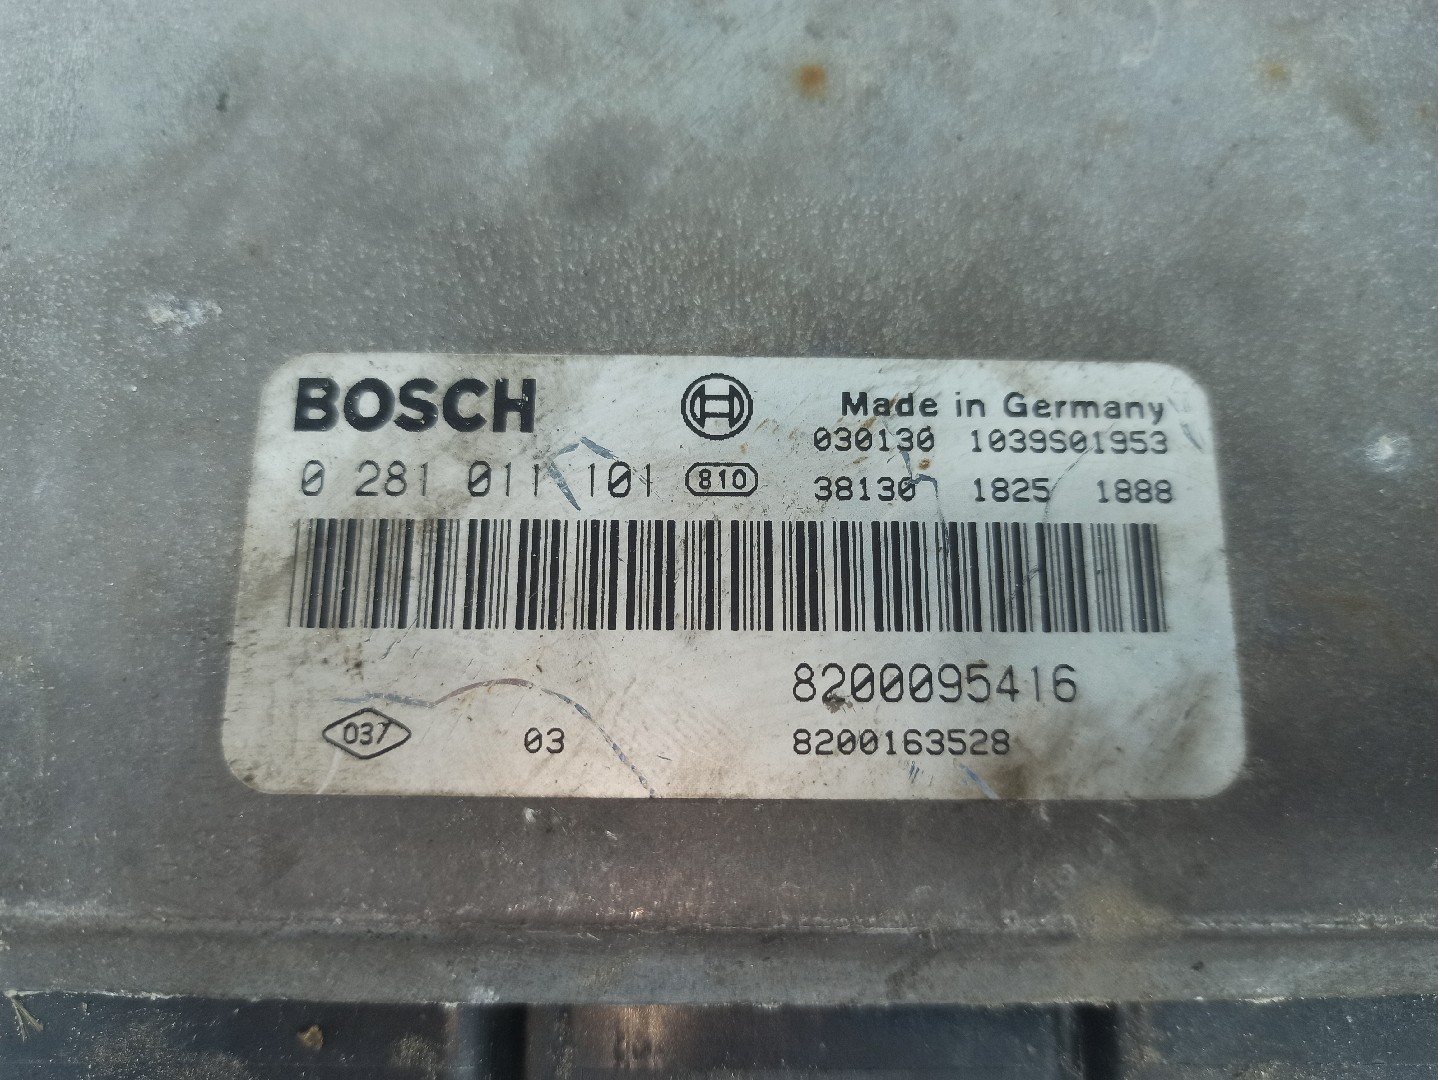 BOSCH Made in Germany
030130 1039S01953
0 281 011 101 810 38130 1825 1888
8200095416
037 03 8200163528